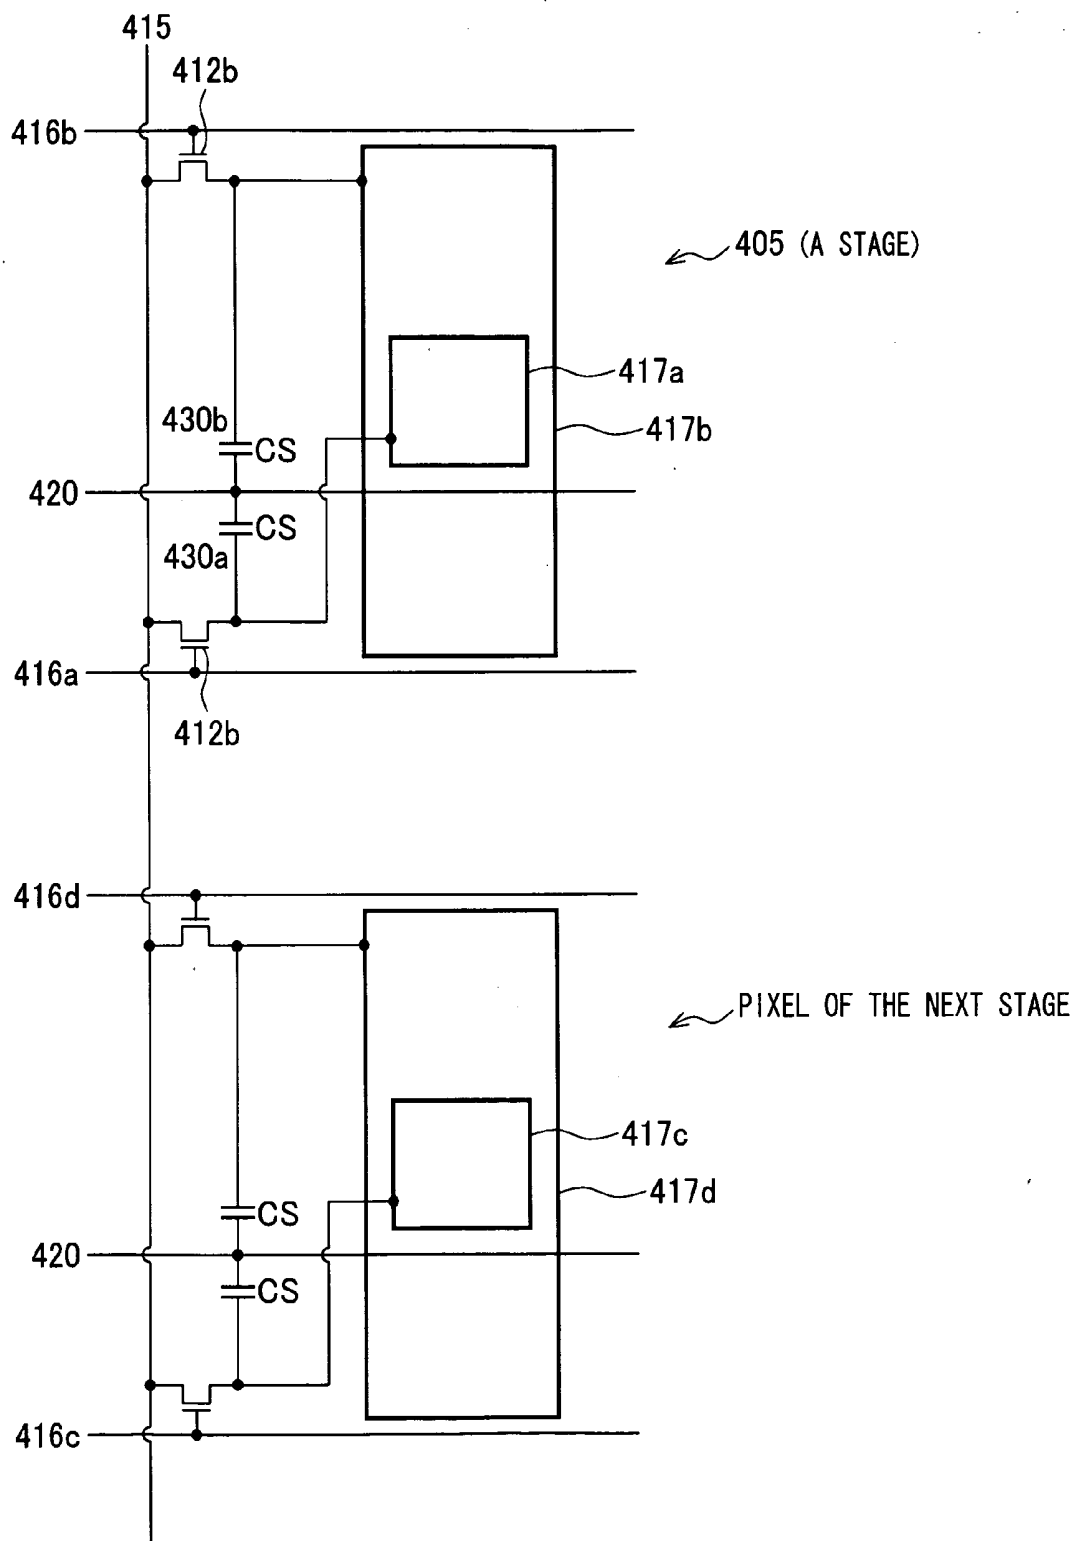 415
412b
416b
405 (A STAGE)
417a
430b
417b
CS
420
CS
430a
416a
412b
416d
PIXEL OF THE NEXT STAGE
417c
417d
CS
420
CS
416c